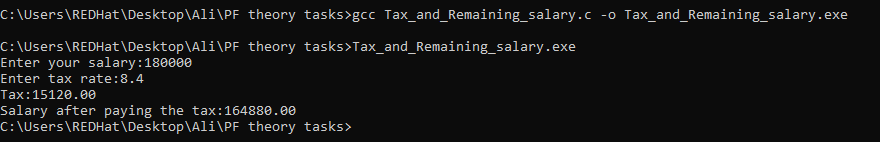 C:\Users\REDHat\Desktop\Ali\PF theory tasks>gcc Tax_and_Remaining_salary.c -o Tax_and_Remaining_salary.exe
C:\Users\REDHat\Desktop\Ali\PF theory tasks>Tax_and_Remaining_salary.exe
Enter your salary:180000
Enter tax rate:8.4
Tax:15120.00
Salary after paying the tax:164880.00
C:\Users\REDHat\Desktop\Ali\PF theory tasks>